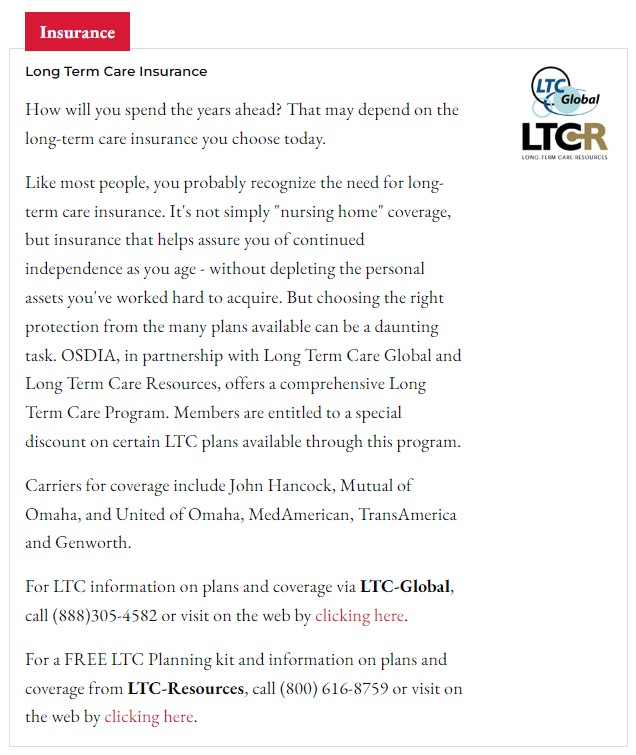 Insurance
Long Term Care Insurance
LTC
Global
LTC-R
LONG-TERM CARE RESOURCES
How will you spend the years ahead? That may depend on the
long-term care insurance you choose today.
Like most people, you probably recognize the need for long-
term care insurance. It's not simply "nursing home" coverage,
but insurance that helps assure you of continued
independence as you age - without depleting the personal
assets you've worked hard to acquire. But choosing the right
protection from the many plans available can be a daunting
task. OSDIA, in partnership with Long Term Care Global and
Long Term Care Resources, offers a comprehensive Long
Term Care Program. Members are entitled to a special
discount on certain LTC plans available through this program.
Carriers for coverage include John Hancock, Mutual of
Omaha, and United of Omaha, MedAmerican, TransAmerica
and Genworth.
For LTC information on plans and coverage via LTC-Global,
call (888)305-4582 or visit on the web by clicking here.
For a FREE LTC Planning kit and information on plans and
coverage from LTC-Resources, call (800) 616-8759 or visit on
the web by clicking here.